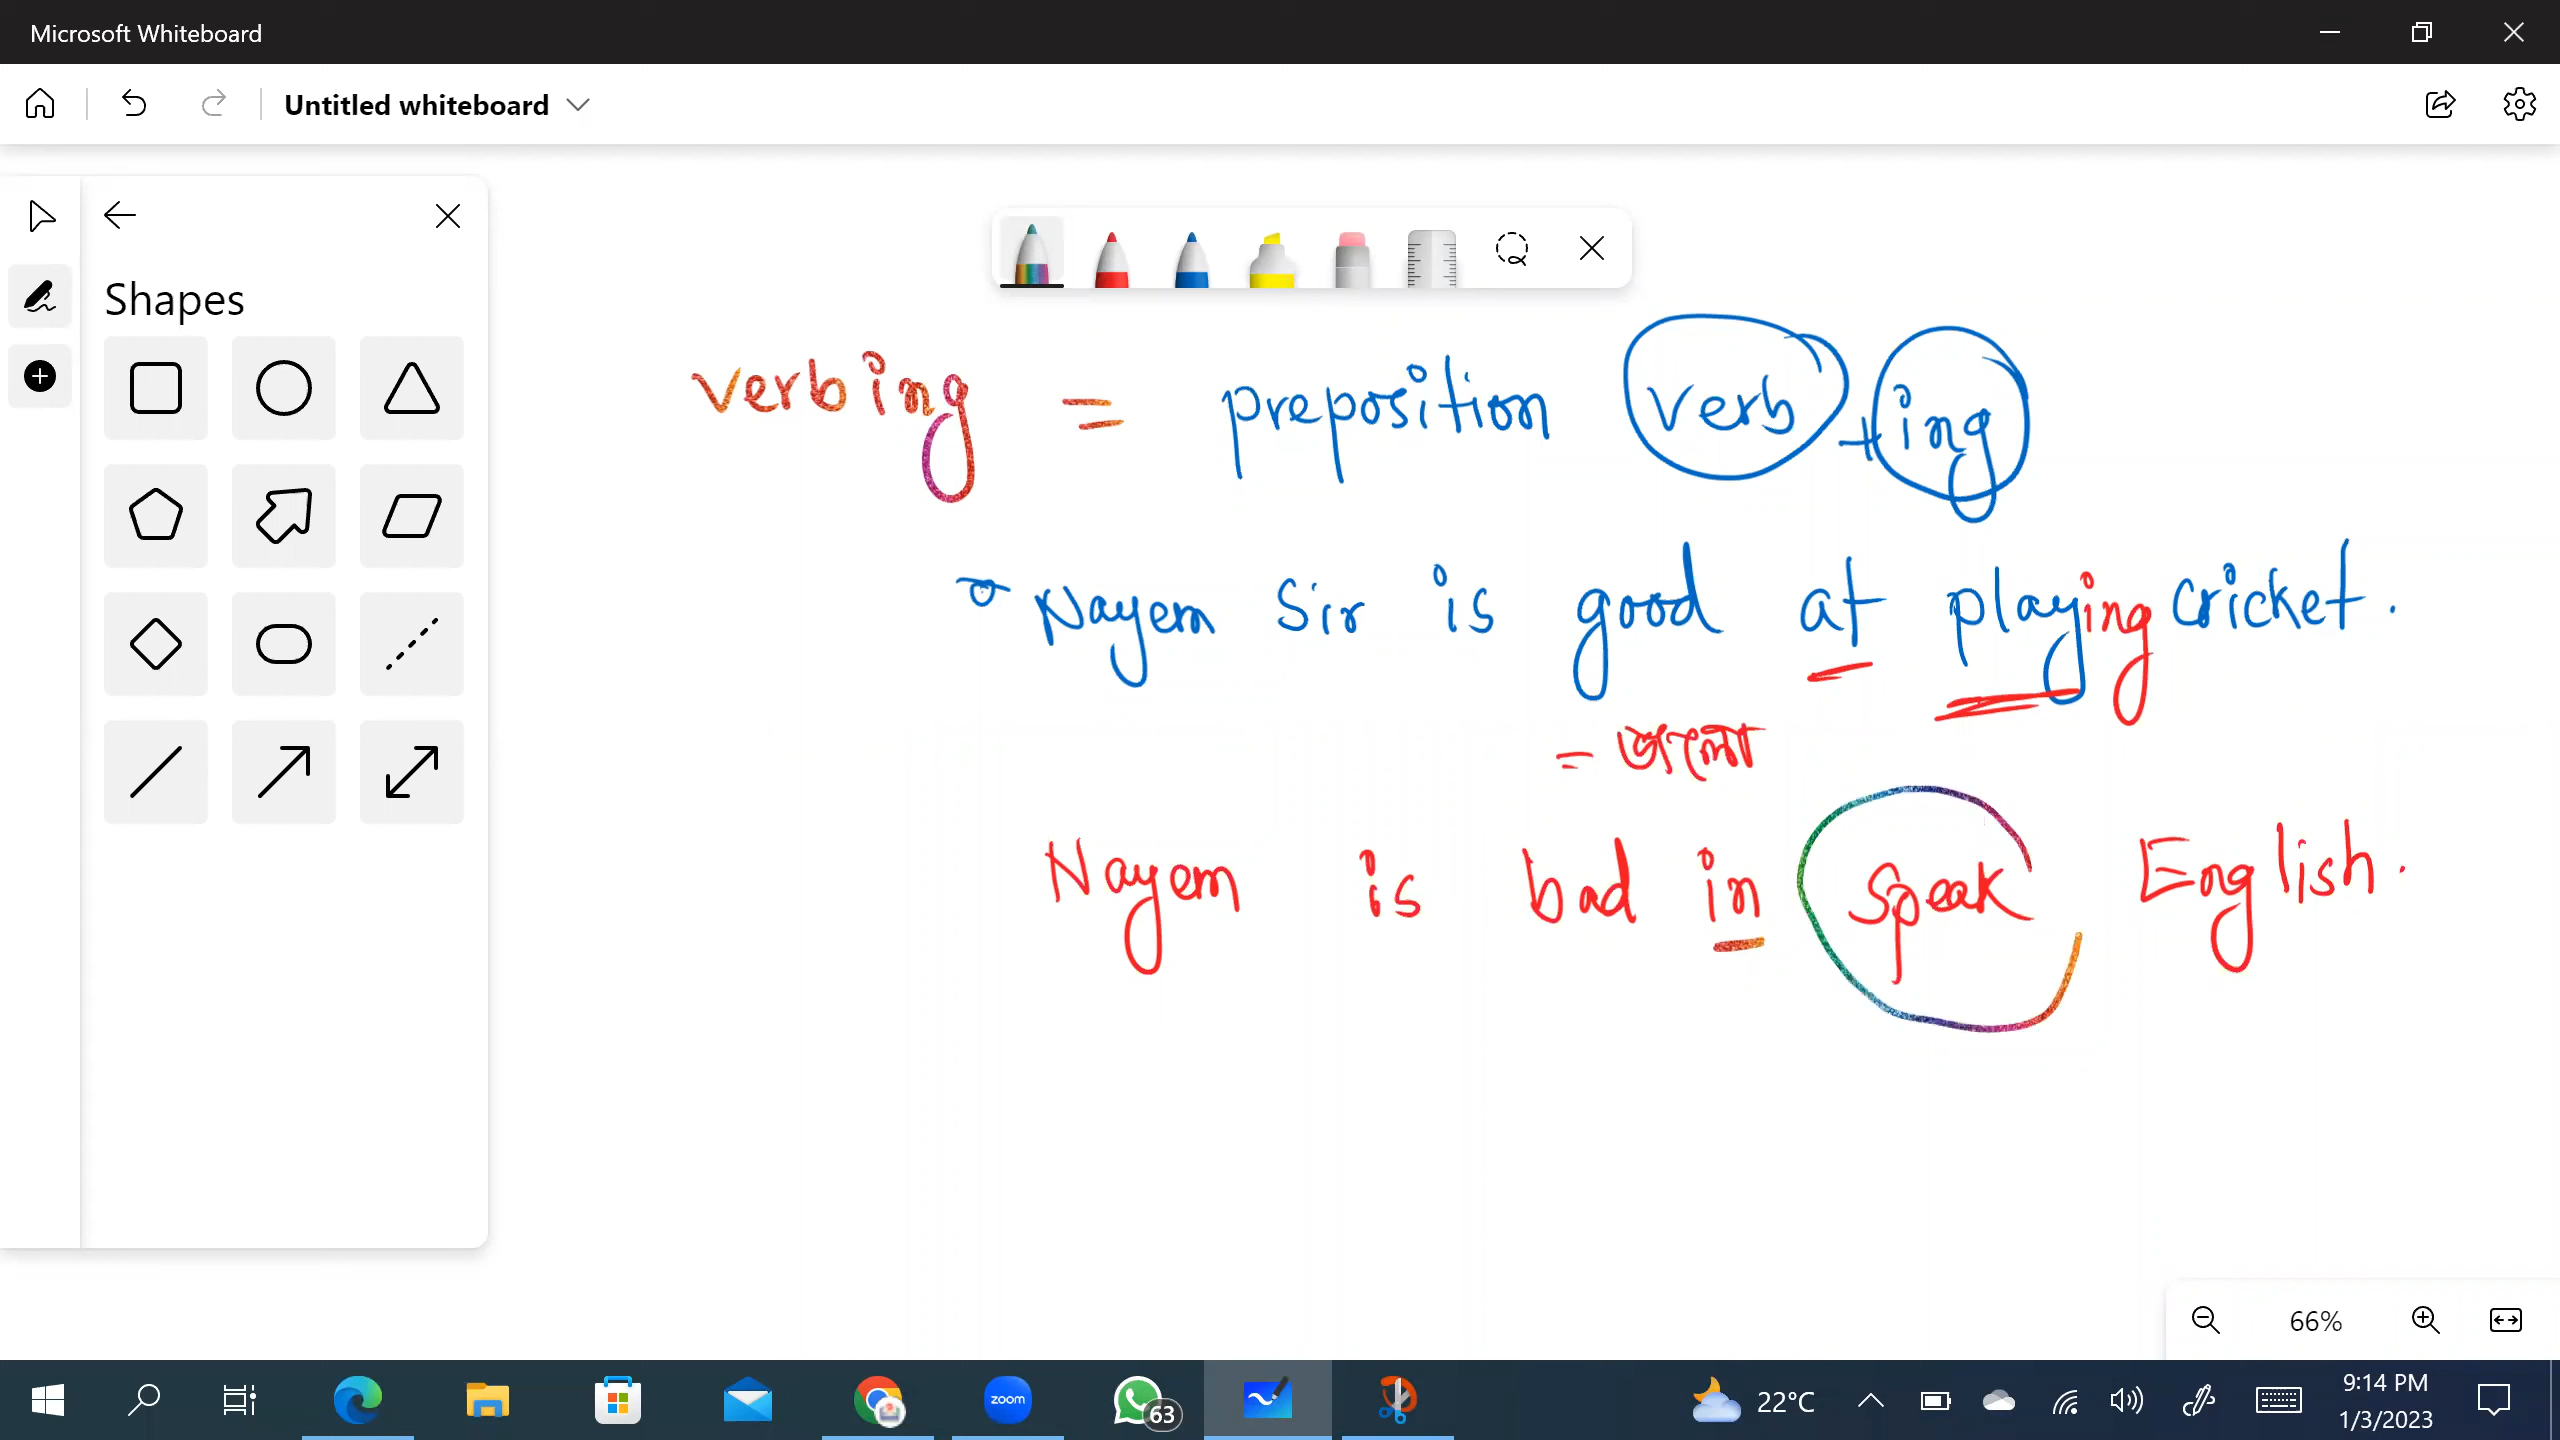 Microsoft Whiteboard
Untitled whiteboard
Shapes
verbing = preposition verb + ing
Nayem Sir is good at playing cricket.
= ভালো
Nayem is bad in speak English.
66%
zoom
63
22°C
9:14 PM
1/3/2023